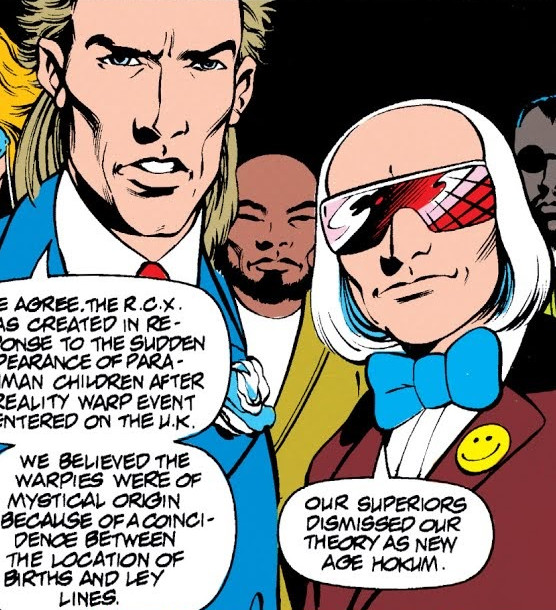 E AGREE. THE R.C.X.
AS CREATED IN RE-
PONSE TO THE SUDDEN
PEARANCE OF PARA-
MAN CHILDREN AFTER
REALITY WARP EVENT
ENTERED ON THE U.K.
WE BELIEVED THE
WARPIES WERE OF
MYSTICAL ORIGIN
BECAUSE OF A COINCI-
DENCE BETWEEN
THE LOCATION OF
BIRTHS AND LEY
LINES.
OUR SUPERIORS
DISMISSED OUR
THEORY AS NEW
AGE HOKUM.